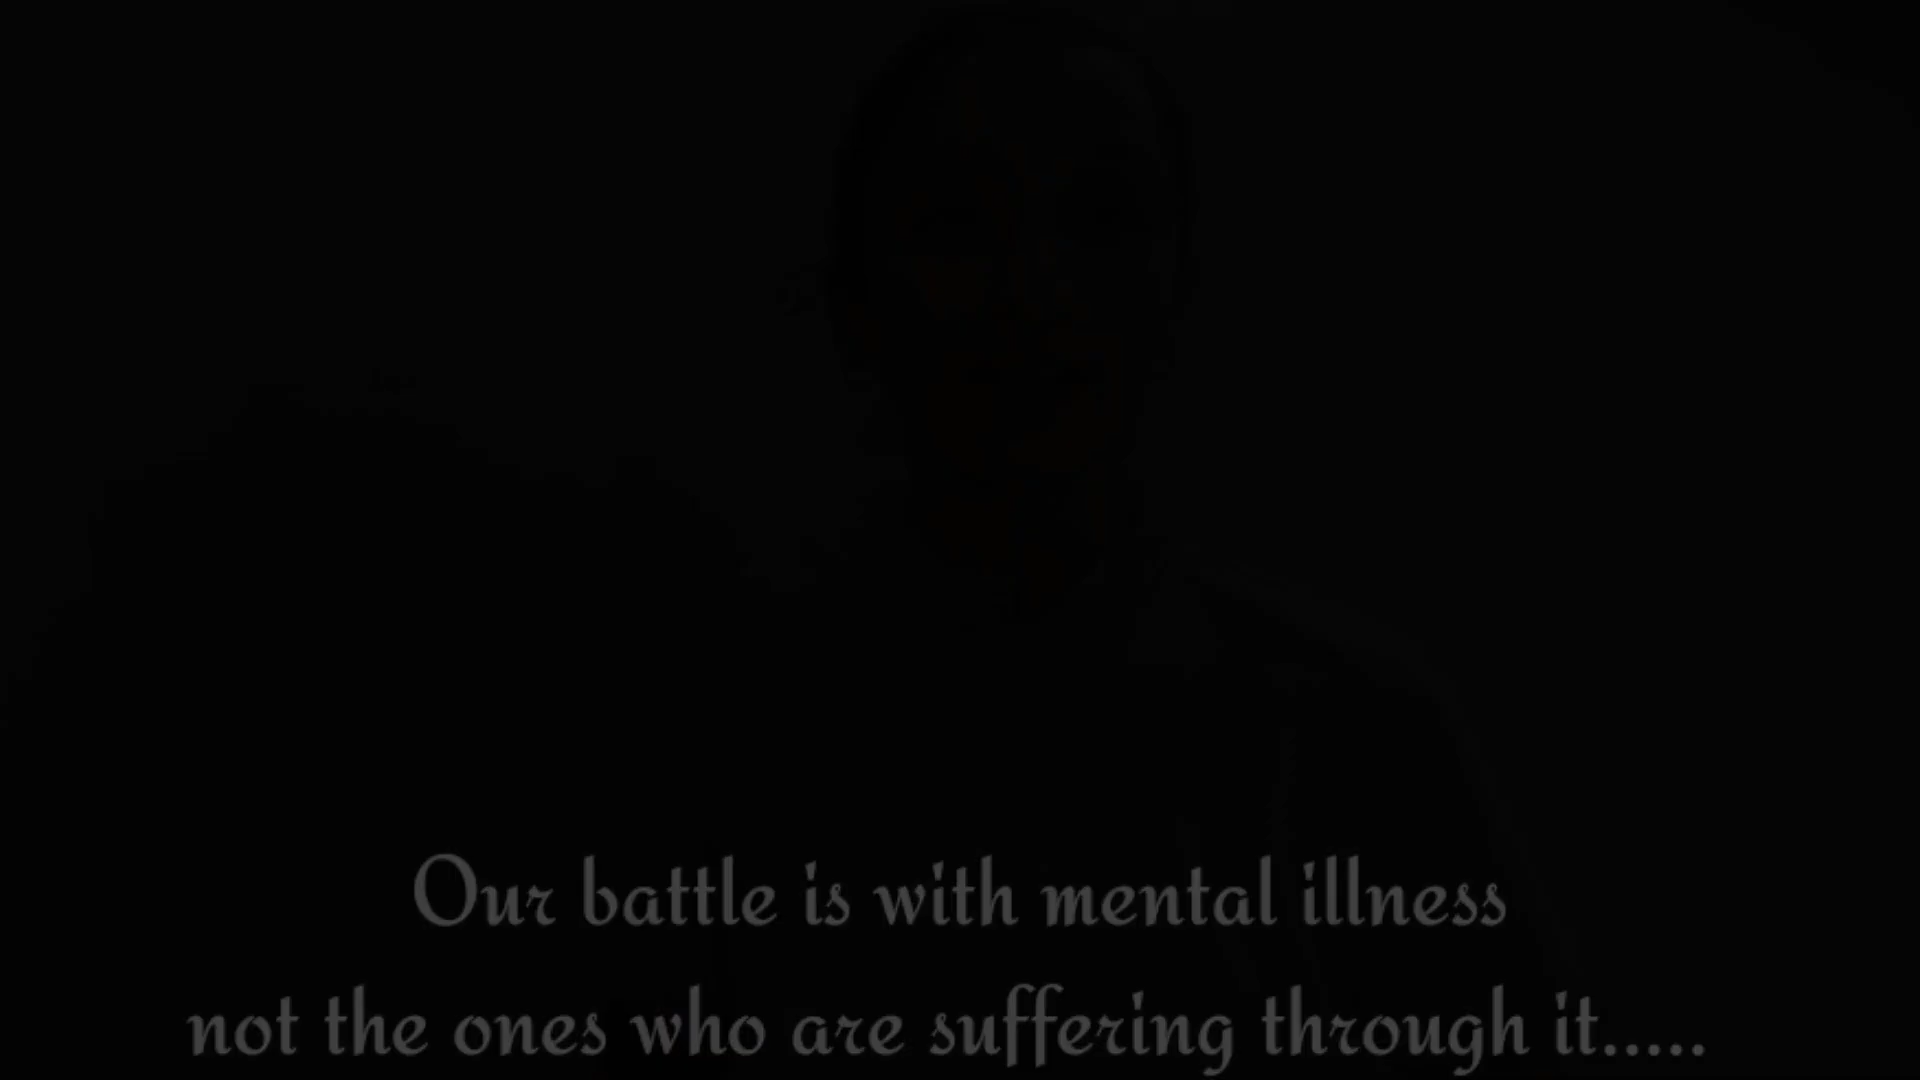 Our battle is with mental illness
not the ones who are suffering through it.....